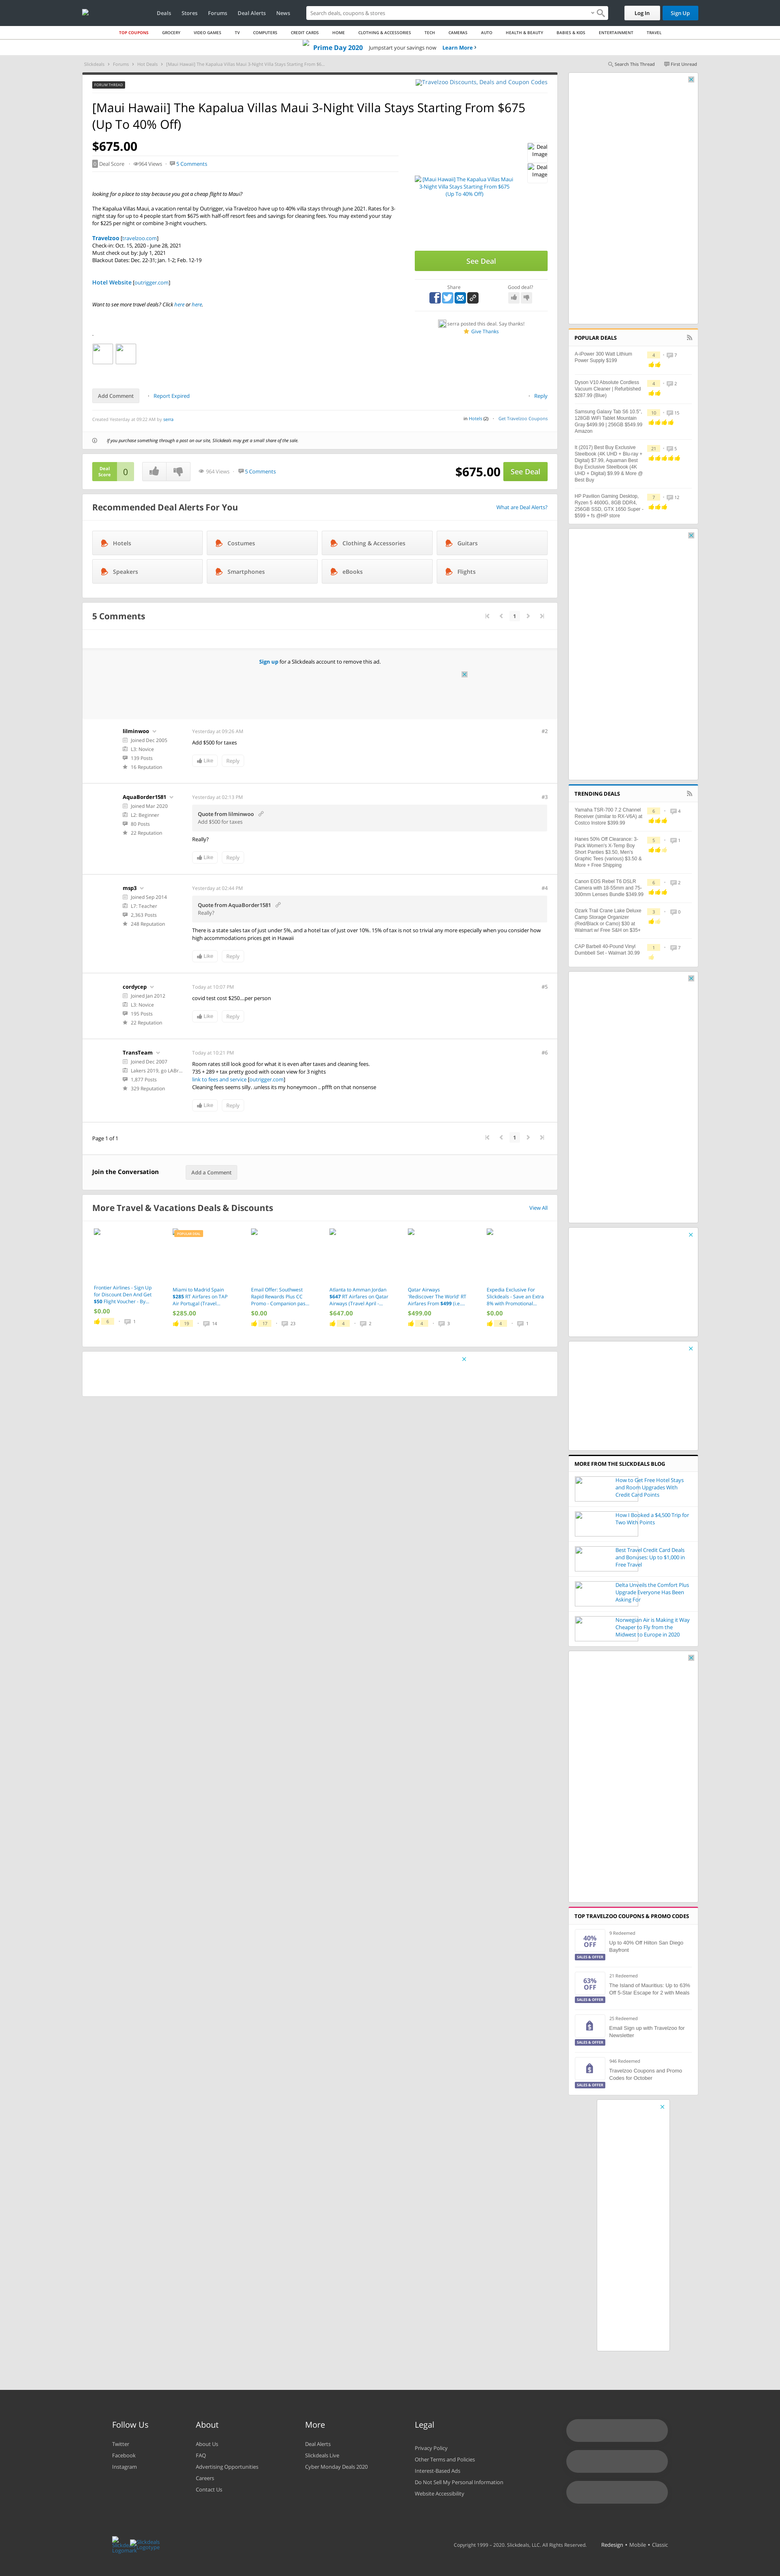 Deals Stores Forums Deal Alerts News
Search deals, coupons & stores
Log In Sign Up
TOP COUPONS GROCERY VIDEO GAMES TV COMPUTERS CREDIT CARDS HOME CLOTHING & ACCESSORIES TECH CAMERAS AUTO HEALTH & BEAUTY BABIES & KIDS ENTERTAINMENT TRAVEL
Prime Day 2020 Jumpstart your savings now Learn More ›
Slickdeals › Forums › Hot Deals › [Maui Hawaii] The Kapalua Villas Maui 3-Night Villa Stays Starting From $6...
Search This Thread First Unread
FORUM THREAD
Travelzoo Discounts, Deals and Coupon Codes
[Maui Hawaii] The Kapalua Villas Maui 3-Night Villa Stays Starting From $675
(Up To 40% Off)
$675.00
0 Deal Score 964 Views 5 Comments
looking for a place to stay because you got a cheap flight to Maui?
The Kapalua Villas Maui, a vacation rental by Outrigger, via Travelzoo have up to 40% villa stays through June 2021. Rates for 3-
night stay for up to 4 people start from $675 with half-off resort fees and savings of cleaning fees. You may extend your stay
for $225 per night or combine 3-night vouchers.
Travelzoo [travelzoo.com]
Check-in: Oct. 15, 2020 - June 28, 2021
Must check out by: July 1, 2021
Blackout Dates: Dec. 22-31; Jan. 1-2; Feb. 12-19
Hotel Website [outrigger.com]
Want to see more travel deals? Click here or here.
Deal
Image
Deal
Image
[Maui Hawaii] The Kapalua Villas Maui
3-Night Villa Stays Starting From $675
(Up To 40% Off)
See Deal
Share Good deal?
serra posted this deal. Say thanks!
Give Thanks
Add Comment Report Expired Reply
Created Yesterday at 09:22 AM by serra
in Hotels (2) Get Travelzoo Coupons
If you purchase something through a post on our site, Slickdeals may get a small share of the sale.
Deal
Score
0
964 Views 5 Comments $675.00 See Deal
Recommended Deal Alerts For You
What are Deal Alerts?
Hotels Costumes Clothing & Accessories Guitars
Speakers Smartphones eBooks Flights
5 Comments
1
Sign up for a Slickdeals account to remove this ad.
lilminwoo Yesterday at 09:26 AM #2
Joined Dec 2005
L3: Novice
139 Posts
16 Reputation
Add $500 for taxes
Like Reply
AquaBorder1581 Yesterday at 02:13 PM #3
Joined Mar 2020
L2: Beginner
80 Posts
22 Reputation
Quote from lilminwoo
Add $500 for taxes
Really?
Like Reply
msp3 Yesterday at 02:44 PM #4
Joined Sep 2014
L7: Teacher
2,363 Posts
248 Reputation
Quote from AquaBorder1581
Really?
There is a state sales tax of just under 5%, and a hotel tax of just over 10%. 15% of tax is not so trivial any more especially when you consider how
high accommodations prices get in Hawaii
Like Reply
cordycep Today at 10:07 PM #5
Joined Jan 2012
L3: Novice
195 Posts
22 Reputation
covid test cost $250....per person
Like Reply
TransTeam Today at 10:21 PM #6
Joined Dec 2007
Lakers 2019, go LABr...
1,877 Posts
329 Reputation
Room rates still look good for what it is even after taxes and cleaning fees.
735 + 289 + tax pretty good with ocean view for 3 nights
link to fees and service [outrigger.com]
Cleaning fees seems silly. .unless its my honeymoon .. pffft on that nonsense
Like Reply
Page 1 of 1
1
Join the Conversation Add a Comment
More Travel & Vacations Deals & Discounts
View All
Frontier Airlines - Sign Up
for Discount Den And Get
$50 Flight Voucher - By...
$0.00
6 1
Miami to Madrid Spain
$285 RT Airfares on TAP
Air Portugal (Travel...
$285.00
19 14
Email Offer: Southwest
Rapid Rewards Plus CC
Promo - Companion pas...
$0.00
17 23
Atlanta to Amman Jordan
$647 RT Airfares on Qatar
Airways (Travel April -...
$647.00
4 2
Qatar Airways
'Rediscover The World' RT
Airfares From $499 (i.e....
$499.00
4 3
Expedia Exclusive For
Slickdeals - Save an Extra
8% with Promotional...
$0.00
4 1
POPULAR DEALS
A-iPower 300 Watt Lithium
Power Supply $199
4 7
Dyson V10 Absolute Cordless
Vacuum Cleaner | Refurbished
$287.99 (Blue)
4 2
Samsung Galaxy Tab S6 10.5",
128GB WiFi Tablet Mountain
Gray $499.99 | 256GB $549.99
Amazon
10 15
It (2017) Best Buy Exclusive
Steelbook (4K UHD + Blu-ray +
Digital) $7.99, Aquaman Best
Buy Exclusive Steelbook (4K
UHD + Digital) $9.99 & More @
Best Buy
21 5
HP Pavilion Gaming Desktop,
Ryzen 5 4600G, 8GB DDR4,
256GB SSD, GTX 1650 Super -
$599 + fs @HP store
7 12
TRENDING DEALS
Yamaha TSR-700 7.2 Channel
Receiver (similar to RX-V6A) at
Costco Instore $399.99
6 4
Hanes 50% Off Clearance: 3-
Pack Women's X-Temp Boy
Short Panties $3.50, Men's
Graphic Tees (various) $3.50 &
More + Free Shipping
5 1
Canon EOS Rebel T6 DSLR
Camera with 18-55mm and 75-
300mm Lenses Bundle $349.99
6 2
Ozark Trail Crane Lake Deluxe
Camp Storage Organizer
(Red/Black or Camo) $30 at
Walmart w/ Free S&H on $35+
3 0
CAP Barbell 40-Pound Vinyl
Dumbbell Set - Walmart 30.99
1 7
MORE FROM THE SLICKDEALS BLOG
How to Get Free Hotel Stays
and Room Upgrades With
Credit Card Points
How I Booked a $4,500 Trip for
Two With Points
Best Travel Credit Card Deals
and Bonuses: Up to $1,000 in
Free Travel
Delta Unveils the Comfort Plus
Upgrade Everyone Has Been
Asking For
Norwegian Air is Making it Way
Cheaper to Fly from the
Midwest to Europe in 2020
TOP TRAVELZOO COUPONS & PROMO CODES
40%
OFF
SALES & OFFER
9 Redeemed
Up to 40% Off Hilton San Diego
Bayfront
63%
OFF
SALES & OFFER
21 Redeemed
The Island of Mauritius: Up to 63%
Off 5-Star Escape for 2 with Meals
SALES & OFFER
25 Redeemed
Email Sign up with Travelzoo for
Newsletter
SALES & OFFER
946 Redeemed
Travelzoo Coupons and Promo
Codes for October
Follow Us
Twitter
Facebook
Instagram
About
About Us
FAQ
Advertising Opportunities
Careers
Contact Us
More
Deal Alerts
Slickdeals Live
Cyber Monday Deals 2020
Legal
Privacy Policy
Other Terms and Policies
Interest-Based Ads
Do Not Sell My Personal Information
Website Accessibility
Copyright 1999 - 2020. Slickdeals, LLC. All Rights Reserved. Redesign • Mobile • Classic